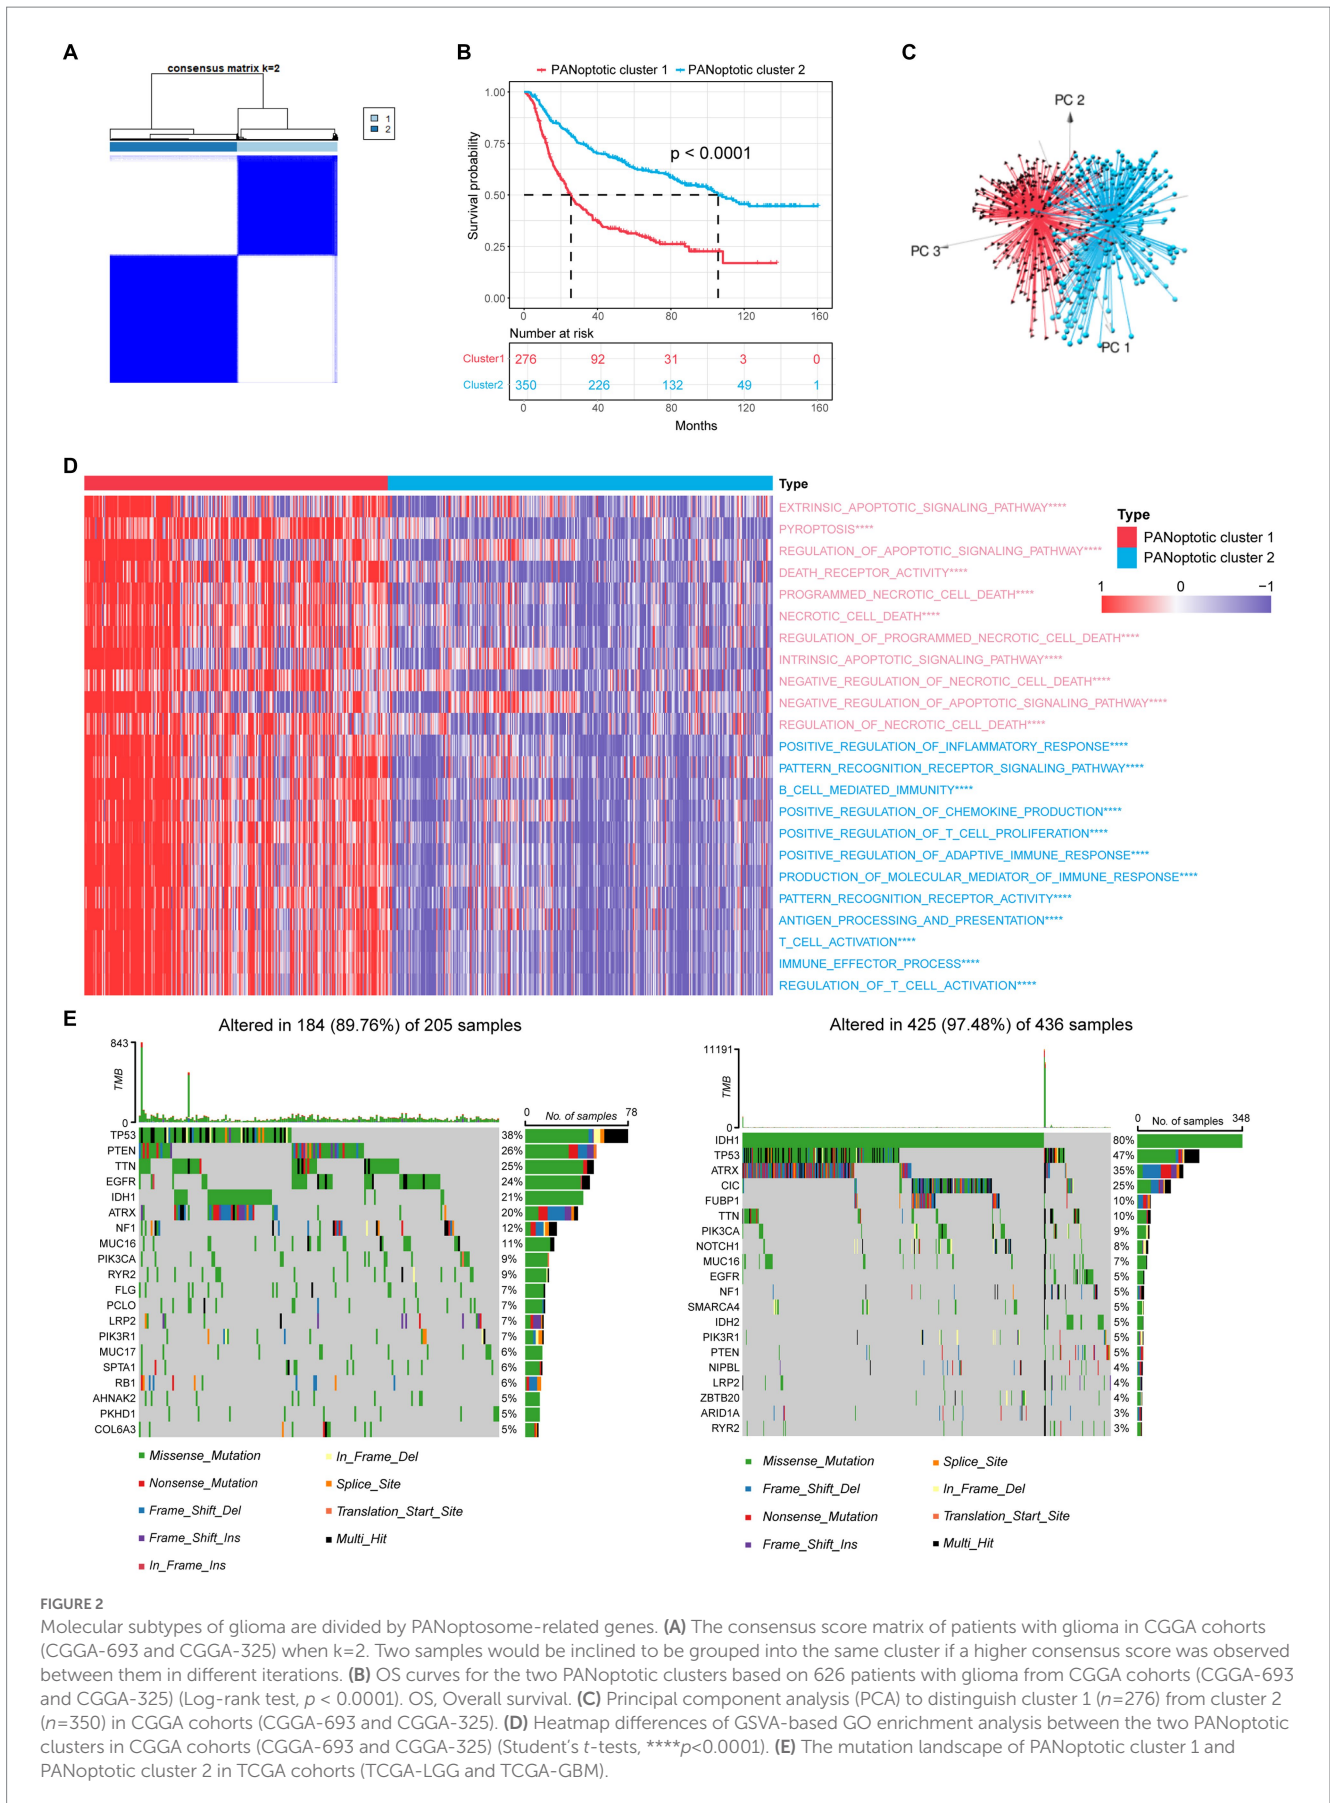 A
consensus matrix k=2
1
2
B
PANoptotic cluster 1 PANoptotic cluster 2
1.00
0.75
0.50
0.25
0.00
Survival probability
p < 0.0001
0 40 80 120 160
Number at risk
Cluster1 276 92 31 3 0
Cluster2 350 226 132 49 1
0 40 80 120 160
Months
C
PC 2
PC 3
PC 1
D
Type
EXTRINSIC_APOPTOTIC_SIGNALING_PATHWAY****
PYROPTOSIS****
REGULATION_OF_APOPTOTIC_SIGNALING_PATHWAY****
DEATH_RECEPTOR_ACTIVITY****
PROGRAMMED_NECROTIC_CELL_DEATH****
NECROTIC_CELL_DEATH****
REGULATION_OF_PROGRAMMED_NECROTIC_CELL_DEATH****
INTRINSIC_APOPTOTIC_SIGNALING_PATHWAY****
NEGATIVE_REGULATION_OF_NECROTIC_CELL_DEATH****
NEGATIVE_REGULATION_OF_APOPTOTIC_SIGNALING_PATHWAY****
REGULATION_OF_NECROTIC_CELL_DEATH****
POSITIVE_REGULATION_OF_INFLAMMATORY_RESPONSE****
PATTERN_RECOGNITION_RECEPTOR_SIGNALING_PATHWAY****
B_CELL_MEDIATED_IMMUNITY****
POSITIVE_REGULATION_OF_CHEMOKINE_PRODUCTION****
POSITIVE_REGULATION_OF_T_CELL_PROLIFERATION****
POSITIVE_REGULATION_OF_ADAPTIVE_IMMUNE_RESPONSE****
PRODUCTION_OF_MOLECULAR_MEDIATOR_OF_IMMUNE_RESPONSE****
PATTERN_RECOGNITION_RECEPTOR_ACTIVITY****
ANTIGEN_PROCESSING_AND_PRESENTATION****
T_CELL_ACTIVATION****
IMMUNE_EFFECTOR_PROCESS****
REGULATION_OF_T_CELL_ACTIVATION****
Type
PANoptotic cluster 1
PANoptotic cluster 2
1 0 −1
E
Altered in 184 (89.76%) of 205 samples
843
TMB
0
0 No. of samples 78
TP53 38%
PTEN 26%
TTN 25%
EGFR 24%
IDH1 21%
ATRX 20%
NF1 12%
MUC16 11%
PIK3CA 9%
RYR2 9%
FLG 7%
PCLO 7%
LRP2 7%
PIK3R1 7%
MUC17 6%
SPTA1 6%
RB1 6%
AHNAK2 5%
PKHD1 5%
COL6A3 5%
Missense_Mutation In_Frame_Del
Nonsense_Mutation Splice_Site
Frame_Shift_Del Translation_Start_Site
Frame_Shift_Ins Multi_Hit
In_Frame_Ins
Altered in 425 (97.48%) of 436 samples
11191
TMB
0
0 No. of samples 348
IDH1 80%
TP53 47%
ATRX 35%
CIC 25%
FUBP1 10%
TTN 10%
PIK3CA 9%
NOTCH1 8%
MUC16 7%
EGFR 5%
NF1 5%
SMARCA4 5%
IDH2 5%
PIK3R1 5%
PTEN 5%
NIPBL 4%
LRP2 4%
ZBTB20 4%
ARID1A 3%
RYR2 3%
Missense_Mutation Splice_Site
Frame_Shift_Del In_Frame_Del
Nonsense_Mutation Translation_Start_Site
Frame_Shift_Ins Multi_Hit
FIGURE 2
Molecular subtypes of glioma are divided by PANoptosome-related genes. (A) The consensus score matrix of patients with glioma in CGGA cohorts
(CGGA-693 and CGGA-325) when k=2. Two samples would be inclined to be grouped into the same cluster if a higher consensus score was observed
between them in different iterations. (B) OS curves for the two PANoptotic clusters based on 626 patients with glioma from CGGA cohorts (CGGA-693
and CGGA-325) (Log-rank test, p < 0.0001). OS, Overall survival. (C) Principal component analysis (PCA) to distinguish cluster 1 (n=276) from cluster 2
(n=350) in CGGA cohorts (CGGA-693 and CGGA-325). (D) Heatmap differences of GSVA-based GO enrichment analysis between the two PANoptotic
clusters in CGGA cohorts (CGGA-693 and CGGA-325) (Student's t-tests, ****p<0.0001). (E) The mutation landscape of PANoptotic cluster 1 and
PANoptotic cluster 2 in TCGA cohorts (TCGA-LGG and TCGA-GBM).